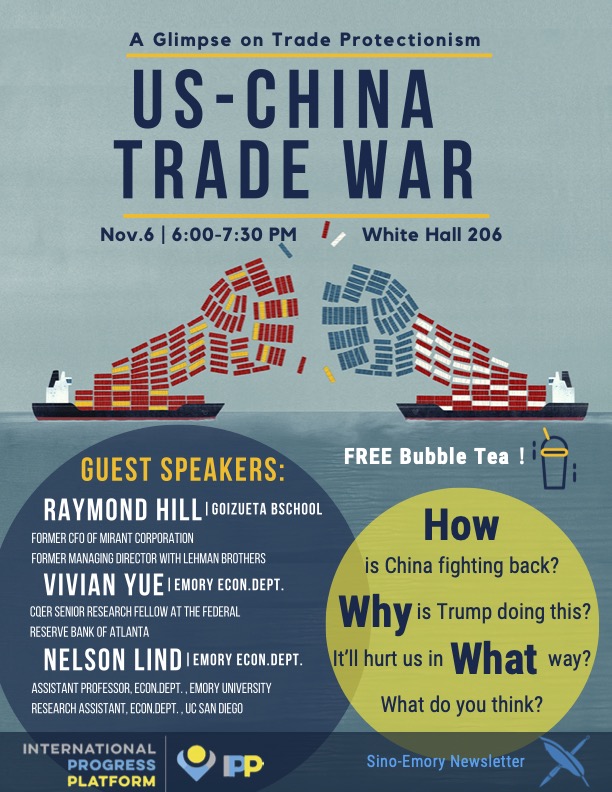 A Glimpse on Trade Protectionism
US-CHINA
TRADE WAR
Nov.6 | 6:00-7:30 PM
White Hall 206
FREE Bubble Tea !
GUEST SPEAKERS:
RAYMOND HILL | GOIZUETA BSCHOOL
FORMER CFO OF MIRANT CORPORATION
FORMER MANAGING DIRECTOR WITH LEHMAN BROTHERS
VIVIAN YUE | EMORY ECON.DEPT.
CQER SENIOR RESEARCH FELLOW AT THE FEDERAL
RESERVE BANK OF ATLANTA
NELSON LIND | EMORY ECON.DEPT.
ASSISTANT PROFESSOR, ECON.DEPT. , EMORY UNIVERSITY
RESEARCH ASSISTANT, ECON.DEPT. , UC SAN DIEGO
How
is China fighting back?
Why is Trump doing this?
It'll hurt us in What way?
What do you think?
INTERNATIONAL
PROGRESS
PLATFORM
IPP
Sino-Emory Newsletter